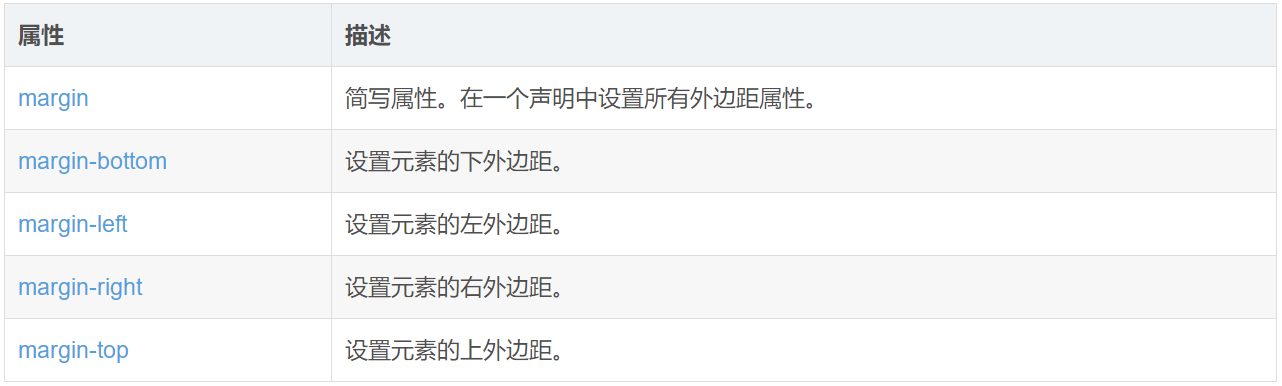 属性 描述
margin 简写属性。在一个声明中设置所有外边距属性。
margin-bottom 设置元素的下外边距。
margin-left 设置元素的左外边距。
margin-right 设置元素的右外边距。
margin-top 设置元素的上外边距。